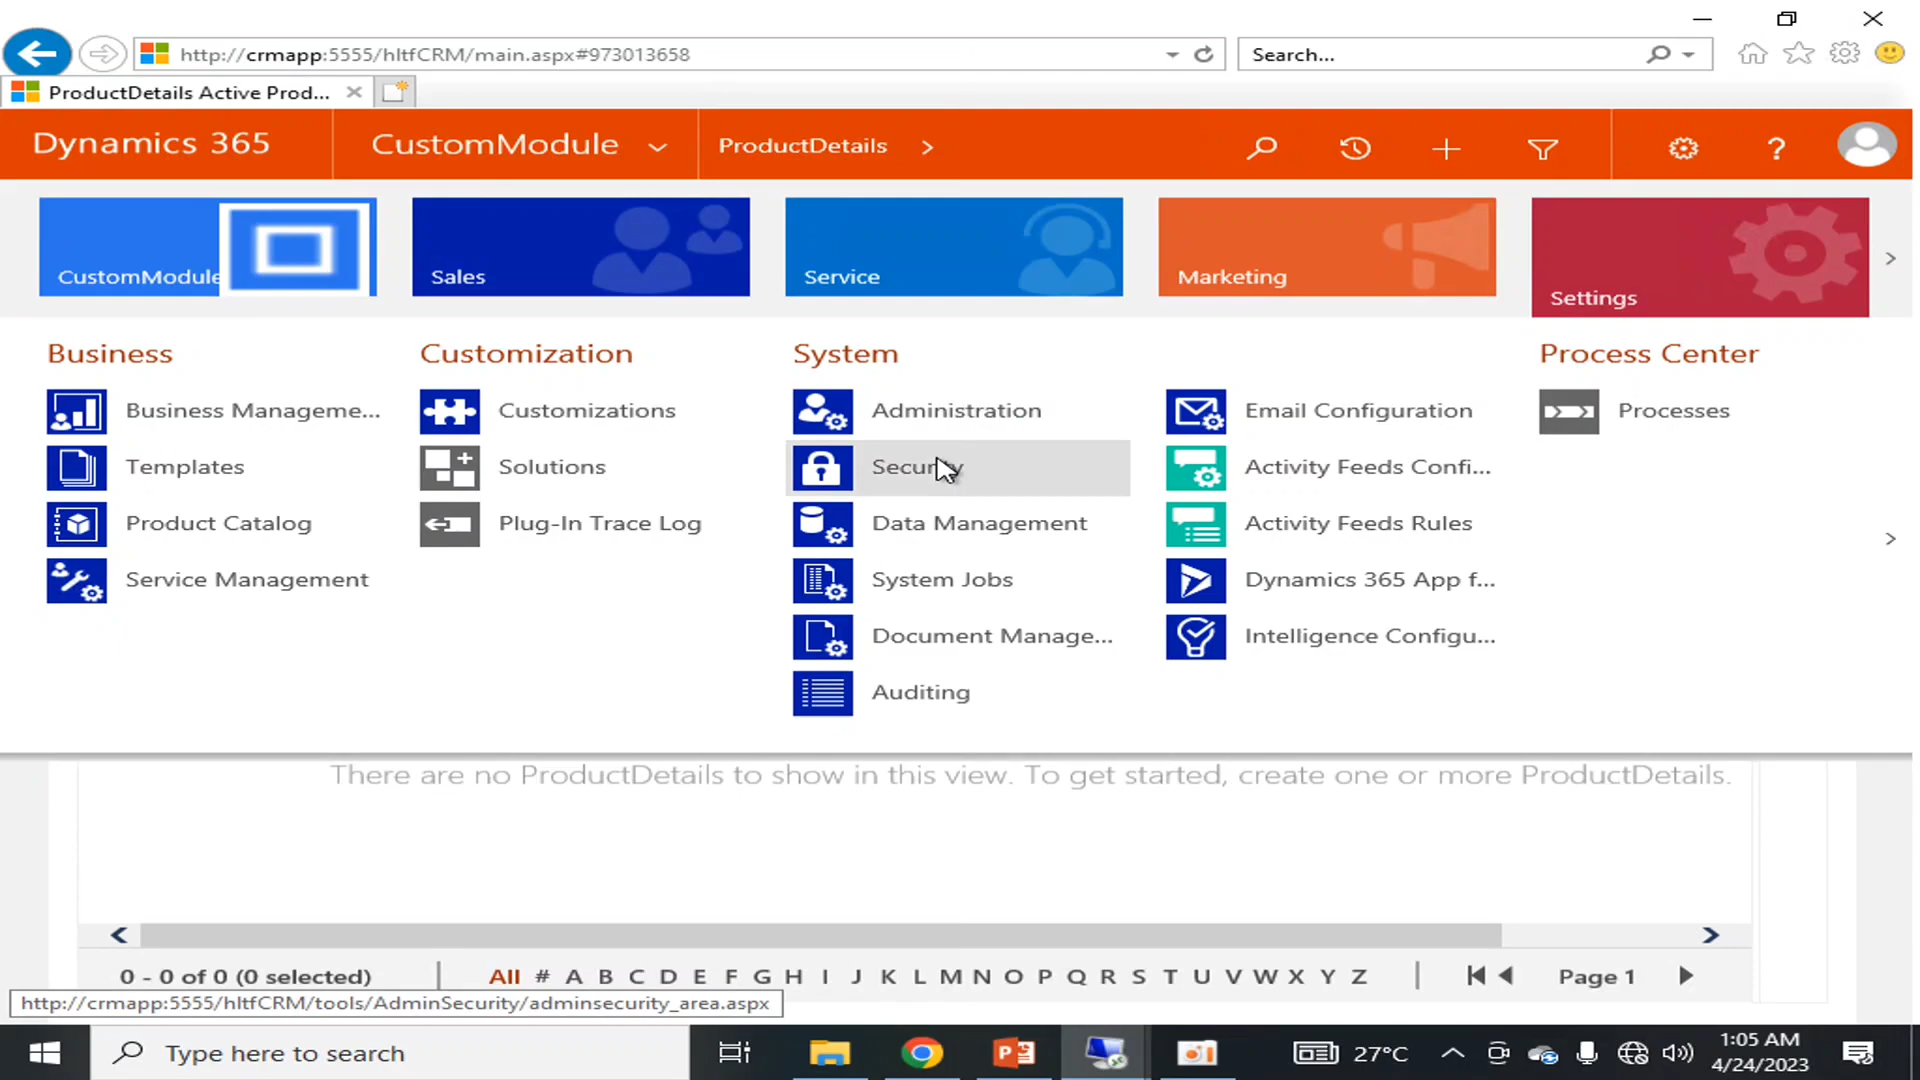 http://crmapp:5555/hltfCRM/main.aspx#973013658
Search...
ProductDetails Active Prod...
Dynamics 365
CustomModule
ProductDetails
CustomModule
Sales
Service
Marketing
Settings
Business
Customization
System
Process Center
Business Manageme...
Customizations
Administration
Email Configuration
Processes
Templates
Solutions
Security
Activity Feeds Confi...
Product Catalog
Plug-In Trace Log
Data Management
Activity Feeds Rules
Service Management
System Jobs
Dynamics 365 App f...
Document Manage...
Intelligence Configu...
Auditing
There are no ProductDetails to show in this view. To get started, create one or more ProductDetails.
0 - 0 of 0 (0 selected)
All # A B C D E F G H I J K L M N O P Q R S T U V W X Y Z
Page 1
http://crmapp:5555/hltfCRM/tools/AdminSecurity/adminsecurity_area.aspx
Type here to search
27°C
1:05 AM
4/24/2023